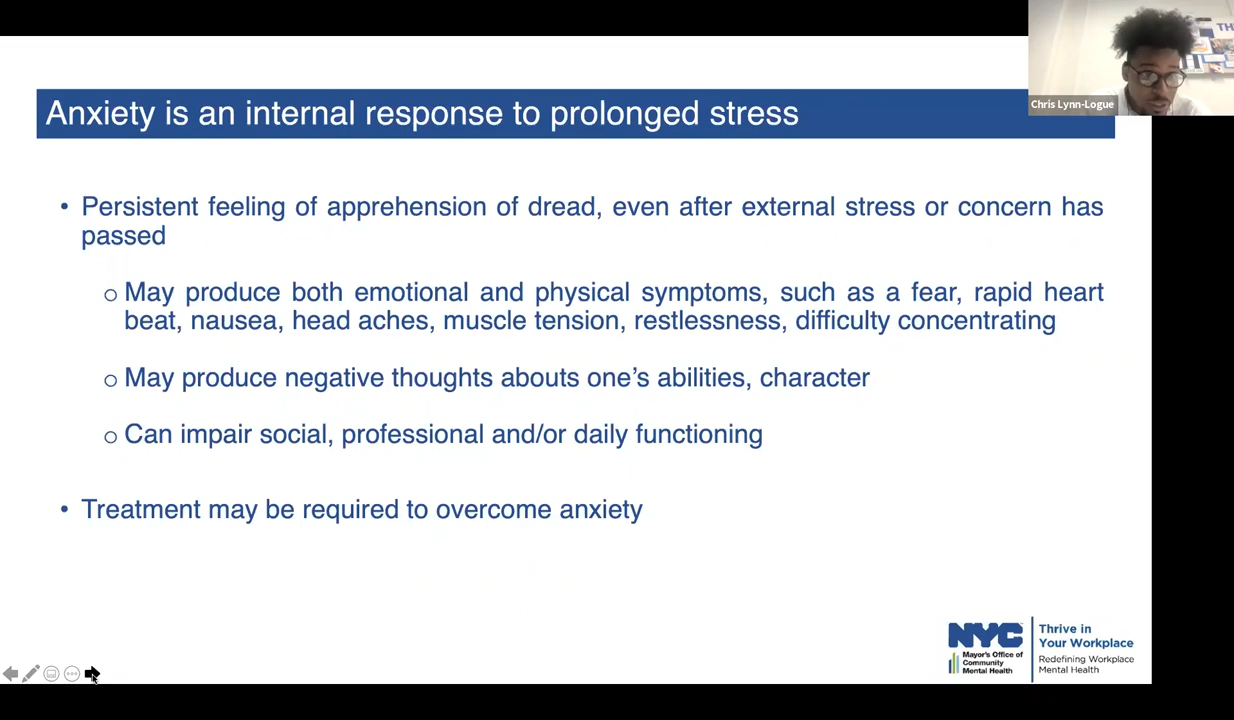 Anxiety is an internal response to prolonged stress
TH
Chris Lynn-Logue
• Persistent feeling of apprehension of dread, even after external stress or concern has
passed
o May produce both emotional and physical symptoms, such as a fear, rapid heart
beat, nausea, head aches, muscle tension, restlessness, difficulty concentrating
o May produce negative thoughts abouts one’s abilities, character
o Can impair social, professional and/or daily functioning
• Treatment may be required to overcome anxiety
NYC
Mayor's Office of
Community
Mental Health
Thrive in
Your Workplace
Redefining Workplace
Mental Health